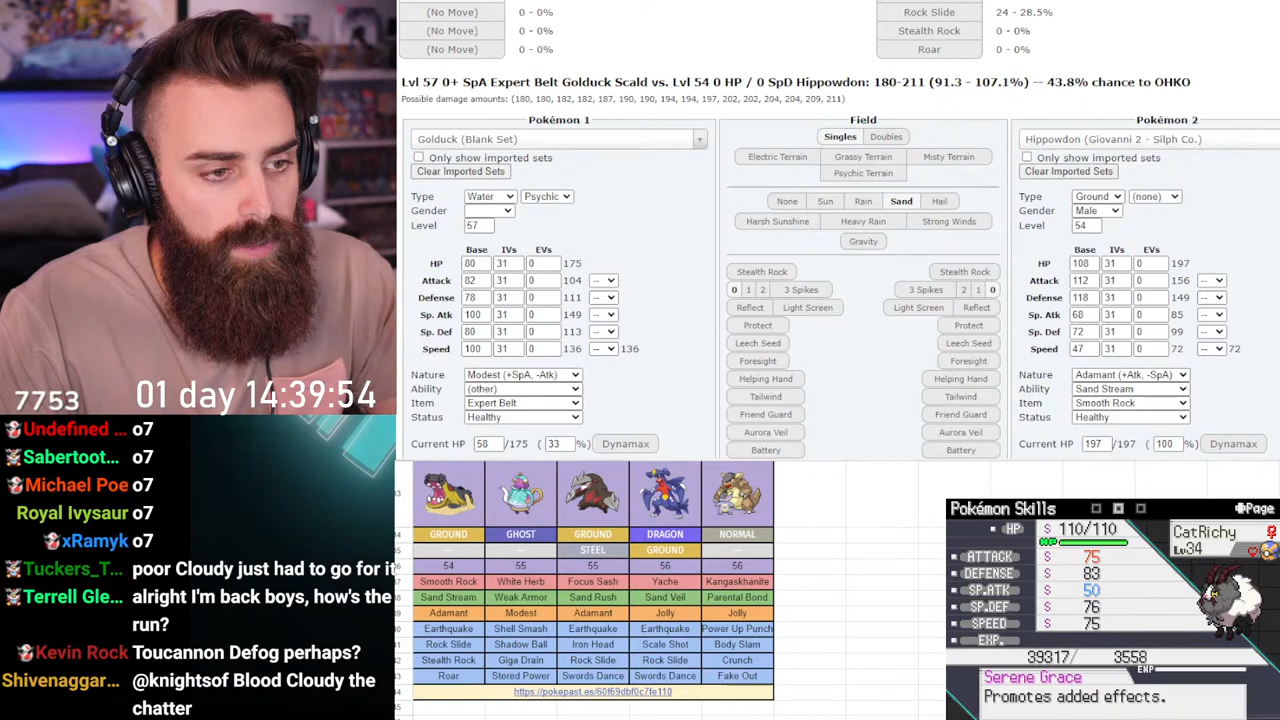 (No Move) 0 - 0% Rock Slide 24 - 28.5%
(No Move) 0 - 0% Stealth Rock 0 - 0%
(No Move) 0 - 0% Roar 0 - 0%
Lvl 57 0+ SpA Expert Belt Golduck Scald vs. Lvl 54 0 HP / 0 SpD Hippowdon: 180-211 (91.3 - 107.1%) -- 43.8% chance to OHKO
Possible damage amounts: (180, 180, 182, 182, 187, 190, 190, 194, 194, 197, 202, 202, 204, 204, 209, 211)
Pokémon 1
Golduck (Blank Set)
Only show imported sets
Clear Imported Sets
Type Water Psychic
Gender
Level 57
Base IVs EVs
HP 80 31 0 175
Attack 82 31 0 104 --
Defense 78 31 0 111 --
Sp. Atk 100 31 0 149 --
Sp. Def 80 31 0 113 --
Speed 100 31 0 136 -- 136
Nature Modest (+SpA, -Atk)
Ability (other)
Item Expert Belt
Status Healthy
Current HP 58 /175 ( 33 %) Dynamax
Field
Singles Doubles
Electric Terrain Grassy Terrain Misty Terrain
Psychic Terrain
None Sun Rain Sand Hail
Harsh Sunshine Heavy Rain Strong Winds
Gravity
Stealth Rock Stealth Rock
0 1 2 3 Spikes 3 Spikes 2 1 0
Reflect Light Screen Light Screen Reflect
Protect Protect
Leech Seed Leech Seed
Foresight Foresight
Helping Hand Helping Hand
Tailwind Tailwind
Friend Guard Friend Guard
Aurora Veil Aurora Veil
Battery Battery
Pokémon 2
Hippowdon (Giovanni 2 - Silph Co.)
Only show imported sets
Clear Imported Sets
Type Ground (none)
Gender Male
Level 54
Base IVs EVs
HP 108 31 0 197
Attack 112 31 0 156 --
Defense 118 31 0 149 --
Sp. Atk 68 31 0 85 --
Sp. Def 72 31 0 99 --
Speed 47 31 0 72 -- 72
Nature Adamant (+Atk, -SpA)
Ability Sand Stream
Item Smooth Rock
Status Healthy
Current HP 197 /197 ( 100 %) Dynamax
7753 01 day 14:39:54
Undefined ... o7
Sabertoot... o7
Michael Poe o7
Royal Ivysaur o7
xRamyk o7
Tuckers_T... poor Cloudy just had to go for it
Terrell Gle... alright I'm back boys, how's the
run?
Kevin Rock Toucannon Defog perhaps?
Shivenaggar... @knightsof Blood Cloudy the
chatter
GROUND GHOST GROUND DRAGON NORMAL
— — STEEL GROUND —
54 55 55 56 56
Smooth Rock White Herb Focus Sash Yache Kangaskhanite
Sand Stream Weak Armor Sand Rush Sand Veil Parental Bond
Adamant Modest Adamant Jolly Jolly
Earthquake Shell Smash Earthquake Earthquake Power Up Punch
Rock Slide Shadow Ball Iron Head Scale Shot Body Slam
Stealth Rock Giga Drain Rock Slide Rock Slide Crunch
Roar Stored Power Swords Dance Swords Dance Fake Out
https://pokepast.es/60f69dbf0c7fe110
Pokémon Skills Page
HP 110/110
HP
CatRichy
Lv.34
ATTACK 75
DEFENSE 83
SP.ATK 50
SP.DEF 76
SPEED 75
EXP.
39317 3558
EXP
Serene Grace
Promotes added effects.